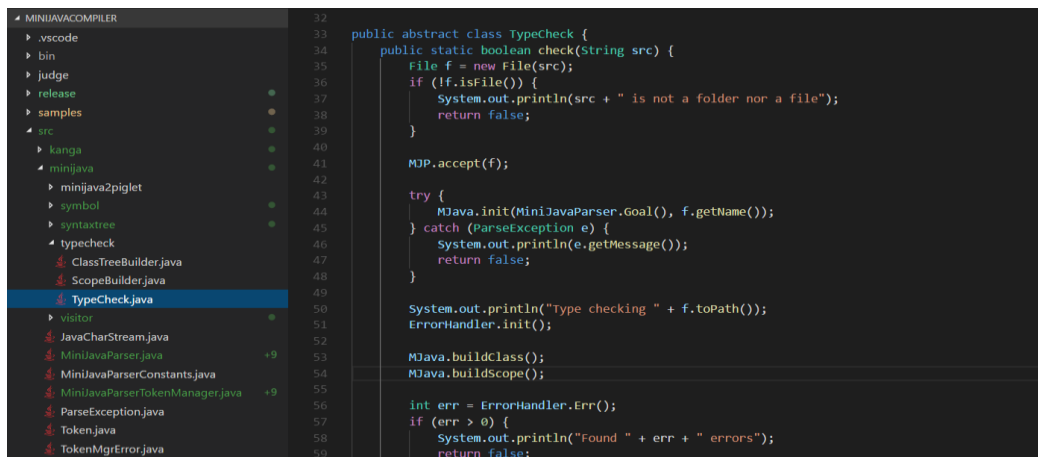 MINIJAVACOMPILER
.vscode
bin
judge
release
samples
src
kanga
minijava
minijava2piglet
symbol
syntaxtree
typecheck
ClassTreeBuilder.java
ScopeBuilder.java
TypeCheck.java
visitor
JavaCharStream.java
MiniJavaParser.java +9
MiniJavaParserConstants.java
MiniJavaParserTokenManager.java +9
ParseException.java
Token.java
TokenMgrError.java
32
33 public abstract class TypeCheck {
34 public static boolean check(String src) {
35 File f = new File(src);
36 if (!f.isFile()) {
37 System.out.println(src + " is not a folder nor a file");
38 return false;
39 }
40
41 MJP.accept(f);
42
43 try {
44 MJava.init(MiniJavaParser.Goal(), f.getName());
45 } catch (ParseException e) {
46 System.out.println(e.getMessage());
47 return false;
48 }
49
50 System.out.println("Type checking " + f.toPath());
51 ErrorHandler.init();
52
53 MJava.buildClass();
54 MJava.buildScope();
55
56 int err = ErrorHandler.Err();
57 if (err > 0) {
58 System.out.println("Found " + err + " errors");
59 return false;